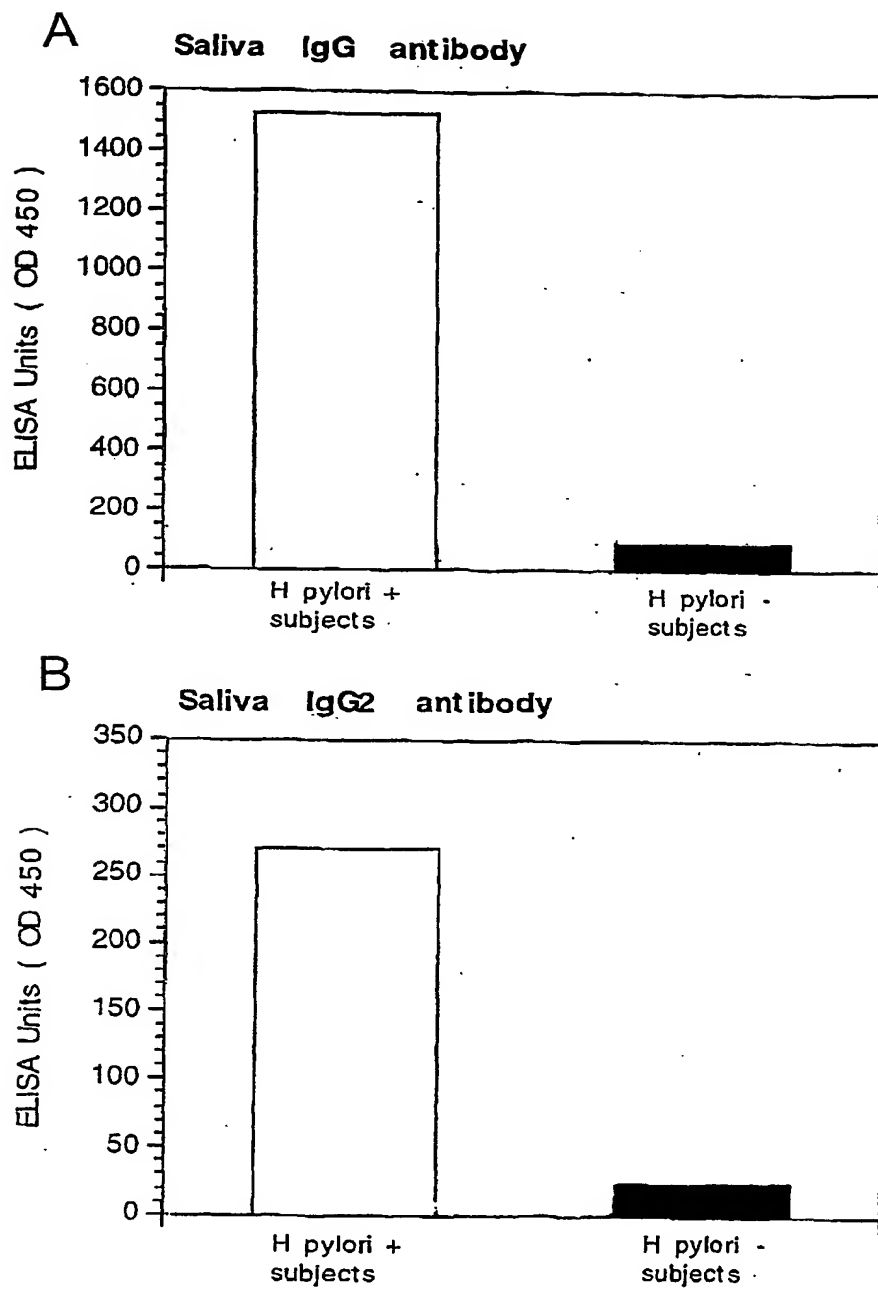 A
Saliva IgG antibody
ELISA Units ( OD 450 )
1600
1400
1200
1000
800
600
400
200
0
H pylori +
subjects
H pylori -
subjects
B
Saliva IgG2 antibody
ELISA Units ( OD 450 )
350
300
250
200
150
100
50
0
H pylori +
subjects
H pylori -
subjects